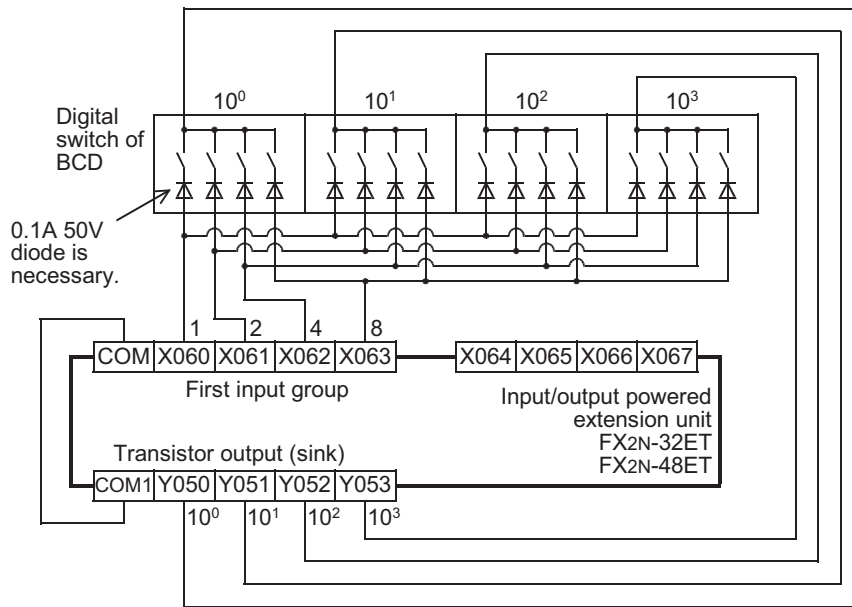 10⁰ 10¹ 10² 10³
Digital
switch of
BCD
0.1A 50V
diode is
necessary.
1 2 4 8
COM X060 X061 X062 X063 X064 X065 X066 X067
First input group
Input/output powered
extension unit
FX2N-32ET
FX2N-48ET
Transistor output (sink)
COM1 Y050 Y051 Y052 Y053
10⁰ 10¹ 10² 10³